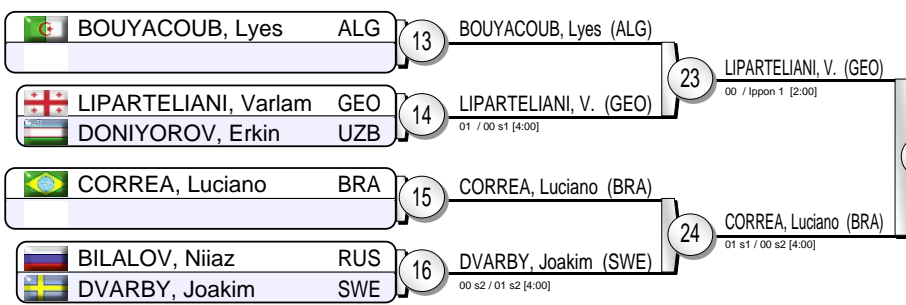 BOUYACOUB, Lyes ALG
13
BOUYACOUB, Lyes (ALG)
23
LIPARTELIANI, V. (GEO)
00 / Ippon 1 [2:00]
LIPARTELIANI, Varlam GEO
DONIYOROV, Erkin UZB
14
LIPARTELIANI, V. (GEO)
01 / 00 s1 [4:00]
CORREA, Luciano BRA
15
CORREA, Luciano (BRA)
24
CORREA, Luciano (BRA)
01 s1 / 00 s2 [4:00]
BILALOV, Niiaz RUS
DVARBY, Joakim SWE
16
DVARBY, Joakim (SWE)
00 s2 / 01 s2 [4:00]